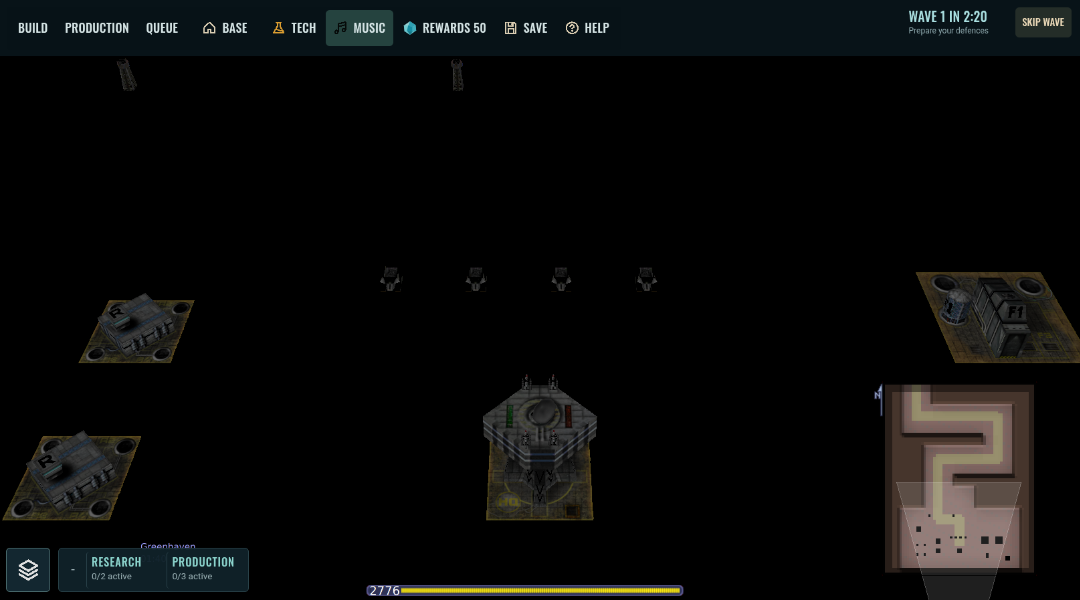 BUILD PRODUCTION QUEUE BASE TECH MUSIC REWARDS 50 SAVE HELP
WAVE 1 IN 2:20
Prepare your defences
SKIP WAVE
R
F1
R
HQ
N
Greenhaven
- RESEARCH PRODUCTION
0/2 active 0/3 active
2776